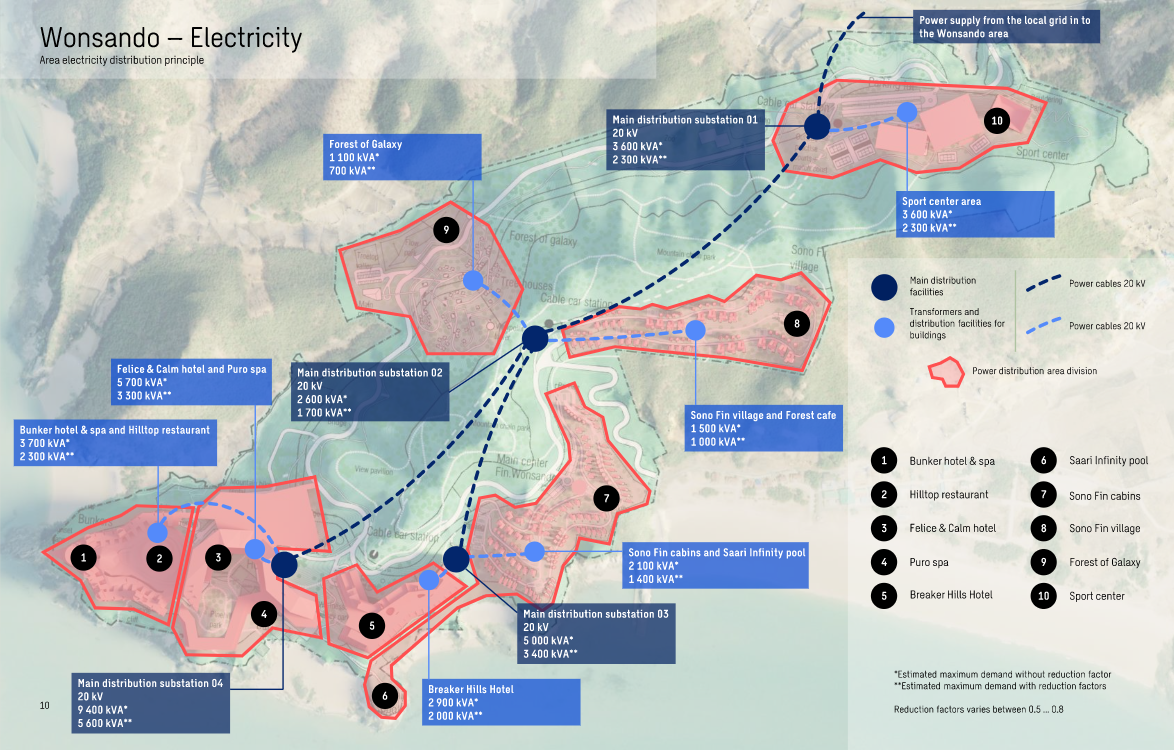 Wonsando – Electricity
Area electricity distribution principle
Power supply from the local grid in to
the Wonsando area
Main distribution substation 01
20 kV
3 600 kVA*
2 300 kVA**
Cable car station
10
Sport center
Forest of Galaxy
1 100 kVA*
700 kVA**
Sport center area
3 600 kVA*
2 300 kVA**
9
Forest of galaxy
Cable car station
8
Main distribution
facilities
Power cables 20 kV
Transformers and
distribution facilities for
buildings
Power cables 20 kV
Power distribution area division
Felice & Calm hotel and Puro spa
5 700 kVA*
3 300 kVA**
Main distribution substation 02
20 kV
2 600 kVA*
1 700 kVA**
Sono Fin village and Forest cafe
1 500 kVA*
1 000 kVA**
Bunker hotel & spa and Hilltop restaurant
3 700 kVA*
2 300 kVA**
Main center
Fin Wonsando
View pavilion
7
Cable car station
1
2
3
4
5
6
Sono Fin cabins and Saari Infinity pool
2 100 kVA*
1 400 kVA**
Main distribution substation 03
20 kV
5 000 kVA*
3 400 kVA**
Main distribution substation 04
20 kV
9 400 kVA*
5 600 kVA**
Breaker Hills Hotel
2 900 kVA*
2 000 kVA**
1 Bunker hotel & spa
2 Hilltop restaurant
3 Felice & Calm hotel
4 Puro spa
5 Breaker Hills Hotel
6 Saari Infinity pool
7 Sono Fin cabins
8 Sono Fin village
9 Forest of Galaxy
10 Sport center
*Estimated maximum demand without reduction factor
**Estimated maximum demand with reduction factors
Reduction factors varies between 0.5 ... 0.8
10